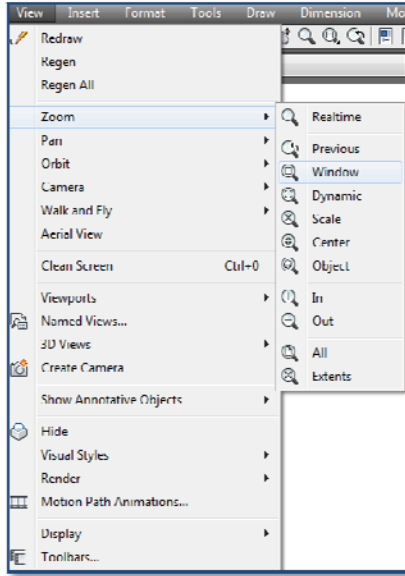 View Insert Format Tools Draw Dimension Mo
Redraw
Regen
Regen All
Zoom
Pan
Orbit
Camera
Walk and Fly
Aerial View
Clean Screen Ctrl+0
Viewports
Named Views...
3D Views
Create Camera
Show Annotative Objects
Hide
Visual Styles
Render
Motion Path Animations...
Display
Toolbars...
Realtime
Previous
Window
Dynamic
Scale
Center
Object
In
Out
All
Extents